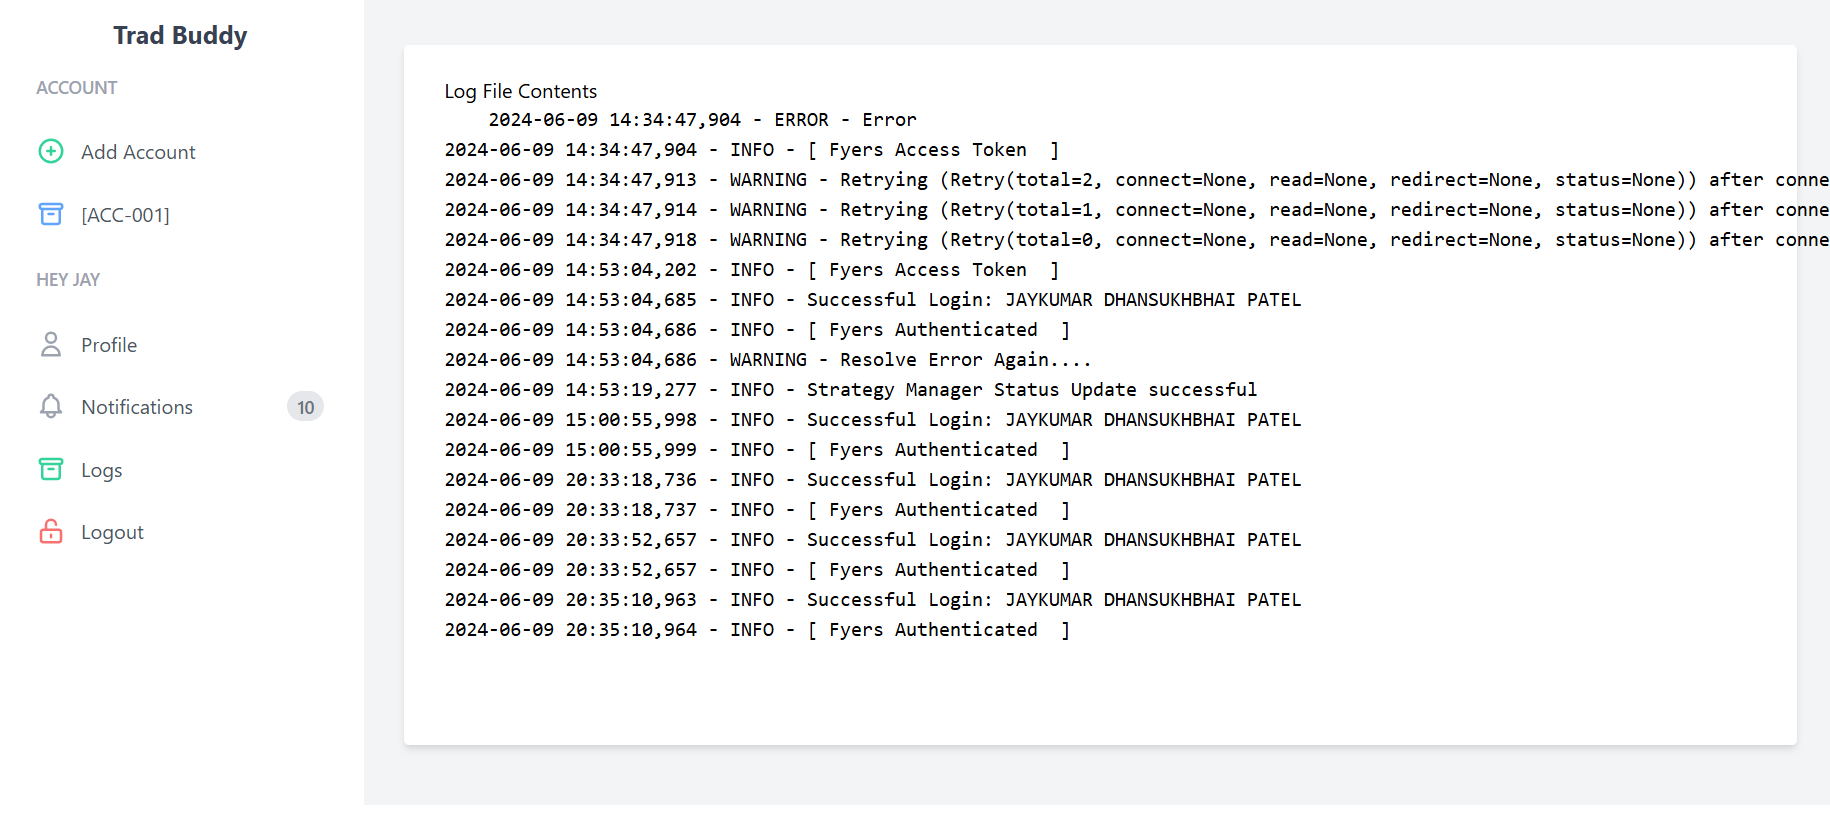 Trad Buddy
ACCOUNT
Add Account
[ACC-001]
HEY JAY
Profile
Notifications 10
Logs
Logout
Log File Contents
2024-06-09 14:34:47,904 - ERROR - Error
2024-06-09 14:34:47,904 - INFO - [ Fyers Access Token  ]
2024-06-09 14:34:47,913 - WARNING - Retrying (Retry(total=2, connect=None, read=None, redirect=None, status=None)) after conne
2024-06-09 14:34:47,914 - WARNING - Retrying (Retry(total=1, connect=None, read=None, redirect=None, status=None)) after conne
2024-06-09 14:34:47,918 - WARNING - Retrying (Retry(total=0, connect=None, read=None, redirect=None, status=None)) after conne
2024-06-09 14:53:04,202 - INFO - [ Fyers Access Token  ]
2024-06-09 14:53:04,685 - INFO - Successful Login: JAYKUMAR DHANSUKHBHAI PATEL
2024-06-09 14:53:04,686 - INFO - [ Fyers Authenticated  ]
2024-06-09 14:53:04,686 - WARNING - Resolve Error Again....
2024-06-09 14:53:19,277 - INFO - Strategy Manager Status Update successful
2024-06-09 15:00:55,998 - INFO - Successful Login: JAYKUMAR DHANSUKHBHAI PATEL
2024-06-09 15:00:55,999 - INFO - [ Fyers Authenticated  ]
2024-06-09 20:33:18,736 - INFO - Successful Login: JAYKUMAR DHANSUKHBHAI PATEL
2024-06-09 20:33:18,737 - INFO - [ Fyers Authenticated  ]
2024-06-09 20:33:52,657 - INFO - Successful Login: JAYKUMAR DHANSUKHBHAI PATEL
2024-06-09 20:33:52,657 - INFO - [ Fyers Authenticated  ]
2024-06-09 20:35:10,963 - INFO - Successful Login: JAYKUMAR DHANSUKHBHAI PATEL
2024-06-09 20:35:10,964 - INFO - [ Fyers Authenticated  ]